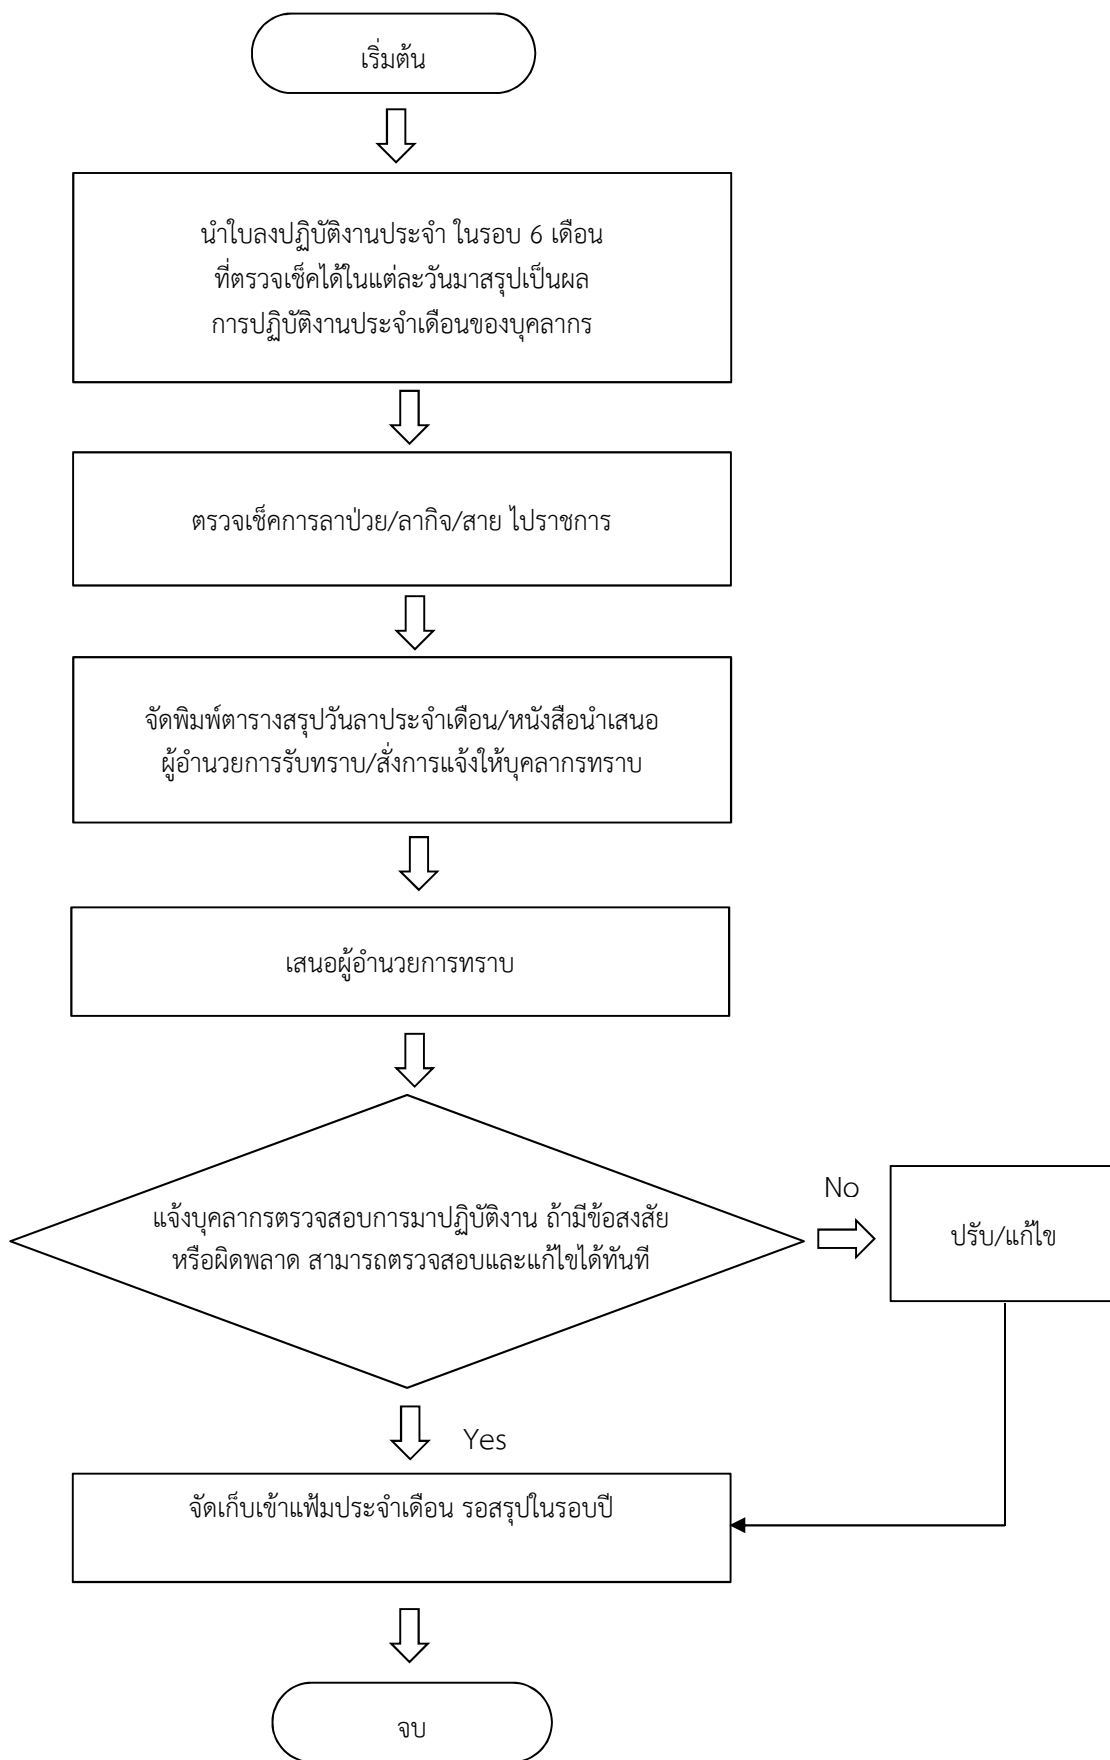 เริ่มต้น
นำใบลงปฏิบัติงานประจำ ในรอบ 6 เดือน
ที่ตรวจเช็คได้ในแต่ละวันมาสรุปเป็นผล
การปฏิบัติงานประจำเดือนของบุคลากร
ตรวจเช็คการลาป่วย/ลากิจ/สาย ไปราชการ
จัดพิมพ์ตารางสรุปวันลาประจำเดือน/หนังสือนำเสนอ
ผู้อำนวยการรับทราบ/สั่งการแจ้งให้บุคลากรทราบ
เสนอผู้อำนวยการทราบ
แจ้งบุคลากรตรวจสอบการมาปฏิบัติงาน ถ้ามีข้อสงสัย
หรือผิดพลาด สามารถตรวจสอบและแก้ไขได้ทันที
No
ปรับ/แก้ไข
Yes
จัดเก็บเข้าแฟ้มประจำเดือน รอสรุปในรอบปี
จบ